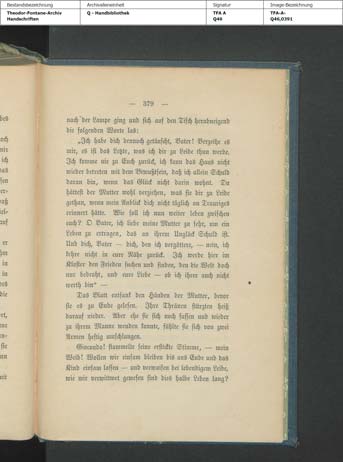 Bestandsbezeichnung Archivalieneinheit Signatur Image-Bezeichnung
Theodor-Fontane-Archiv Q - Handbibliothek TFA A TFA-A-
Handschriften Q46 Q46,0391
— 379 —
nach der Lampe ging und sich auf den Tisch herabneigend
die folgenden Worte las:
„Ich habe dich dennoch getäuscht, Vater! Verzeihe es
mir, es ist das Letzte, was ich dir zu Leide thun werde.
Ich komme nie zu Euch zurück, ich kann das Haus nicht
wieder betreten mit dem Bewußtsein, daß ich allein Schuld
daran bin, wenn das Glück nicht darin wohnt. Du
hättest der Mutter wohl verziehen, was sie dir zu Leide
gethan, wenn mein Anblick dich nicht täglich an Trauriges
erinnert hätte. Wie soll ich nun weiter leben zwischen
euch? O Vater, ich liebe meine Mutter zu sehr, um ein
Leben zu ertragen, das an ihrem Unglück Schuld ist.
Und dich, Vater — dich, den ich vergöttere, — nein, ich
kehre nicht in eure Nähe zurück. Ich werde hier im
Kloster den Frieden suchen und finden, den die Welt doch
nur bedroht, und eure Liebe — ob ich ihrer auch nicht
werth bin“ —
Das Blatt entsank den Händen der Mutter, bevor
sie es zu Ende gelesen. Ihre Thränen stürzten heiß
darauf nieder. Aber ehe sie sich noch fassen und wieder
zu ihrem Manne wenden konnte, fühlte sie sich von zwei
Armen heftig umschlungen.
Gioconda! stammelte seine erstickte Stimme, — mein
Weib! Wollen wir einsam bleiben bis ans Ende und das
Kind einsam lassen — und verwaisen bei lebendigem Leibe,
wie wir verwittwet gewesen sind dies halbe Leben lang?